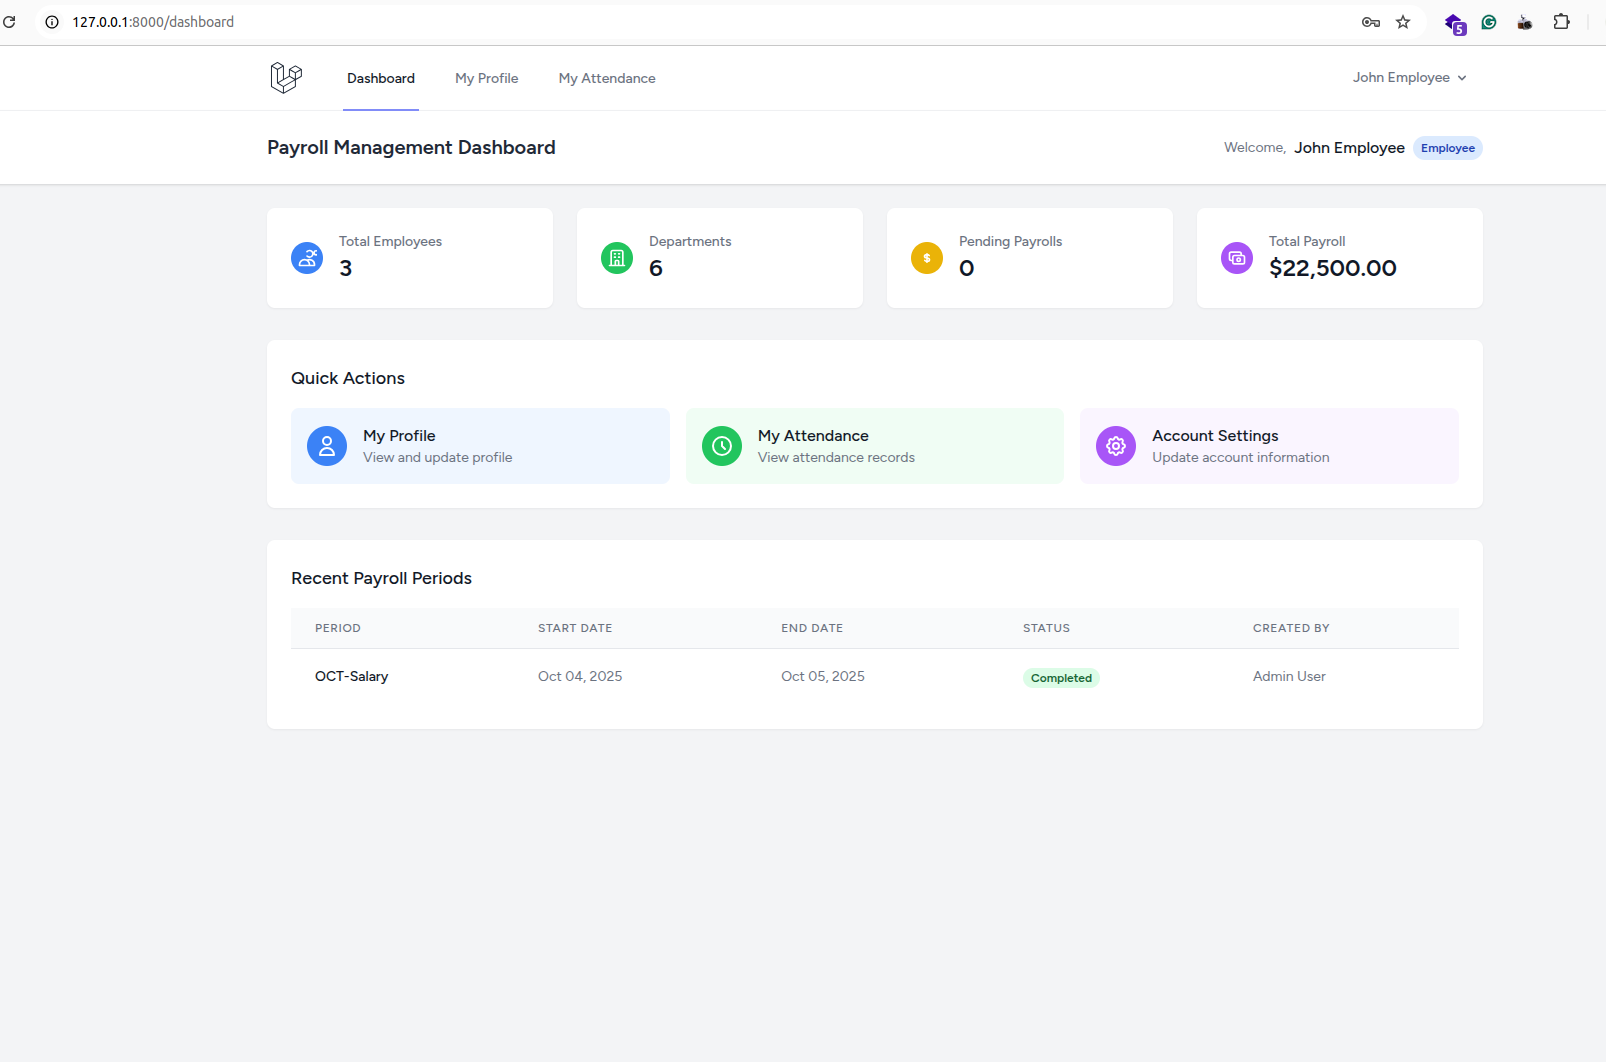 127.0.0.1:8000/dashboard
5
Dashboard My Profile My Attendance John Employee
Payroll Management Dashboard Welcome, John Employee Employee
Total Employees
3
Departments
6
Pending Payrolls
0
Total Payroll
$22,500.00
Quick Actions
My Profile
View and update profile
My Attendance
View attendance records
Account Settings
Update account information
Recent Payroll Periods
PERIOD START DATE END DATE STATUS CREATED BY
OCT-Salary Oct 04, 2025 Oct 05, 2025 Completed Admin User